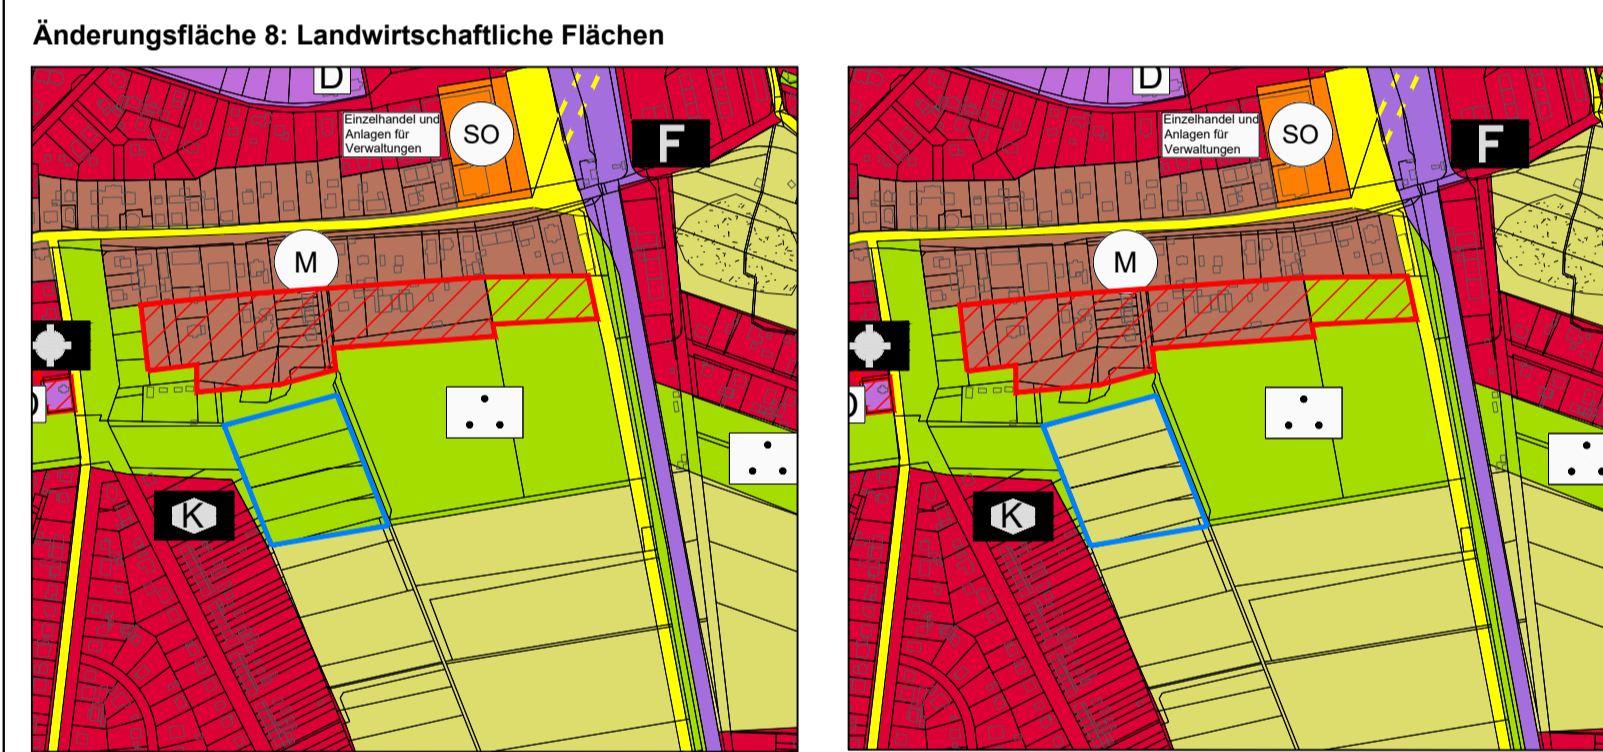 Änderungsfläche 8: Landwirtschaftliche Flächen
D
Einzelhandel und
Anlagen für
Verwaltungen
SO
F
M
K
D
Einzelhandel und
Anlagen für
Verwaltungen
SO
F
M
K